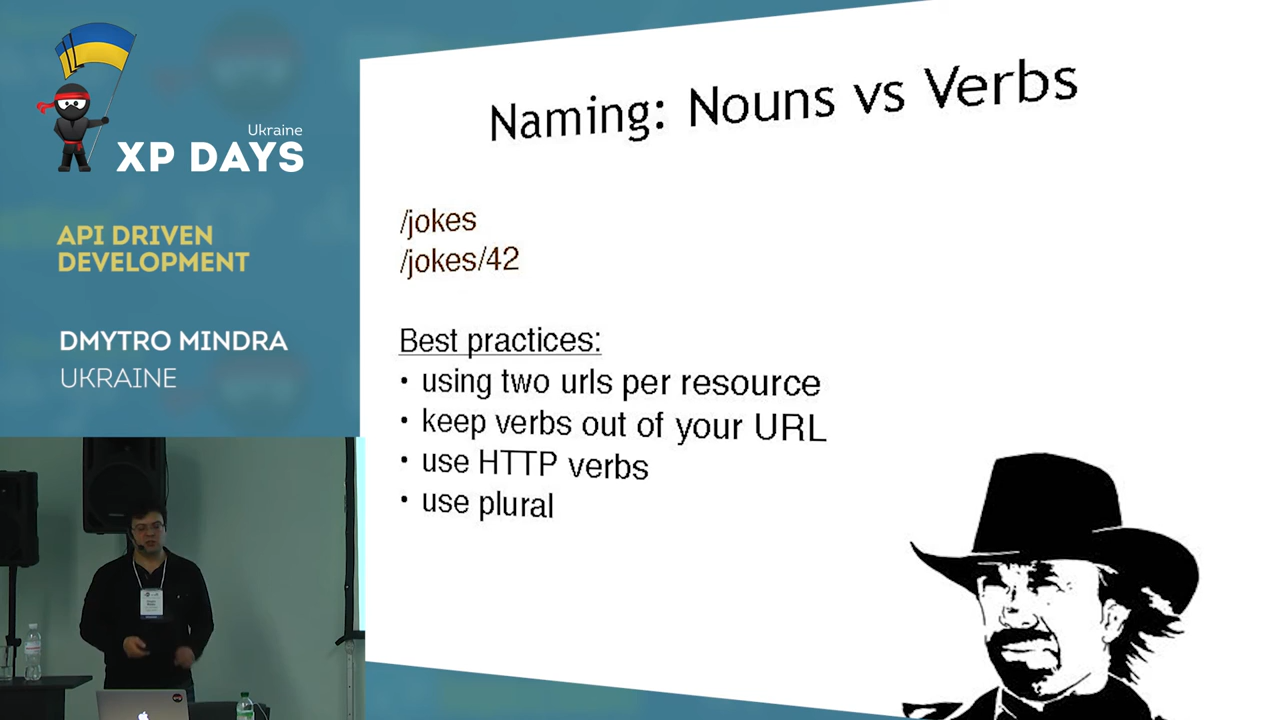 Ukraine
XP DAYS
API DRIVEN
DEVELOPMENT
DMYTRO MINDRA
UKRAINE
Naming: Nouns vs Verbs
/jokes
/jokes/42
Best practices:
• using two urls per resource
• keep verbs out of your URL
• use HTTP verbs
• use plural